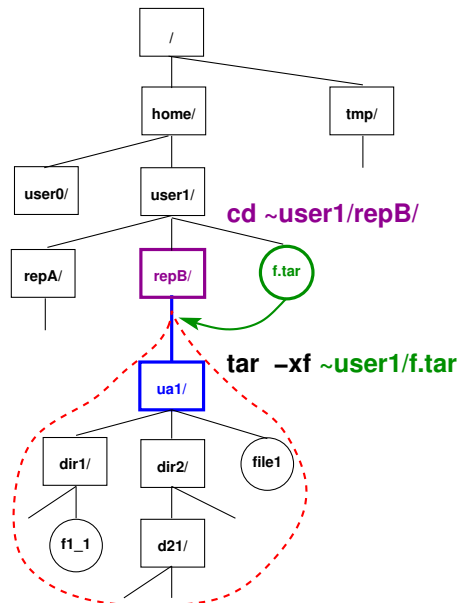 /
home/
tmp/
user0/
user1/
cd ~user1/repB/
repA/
repB/
f.tar
tar −xf ~user1/f.tar
ua1/
dir1/
dir2/
file1
f1_1
d21/